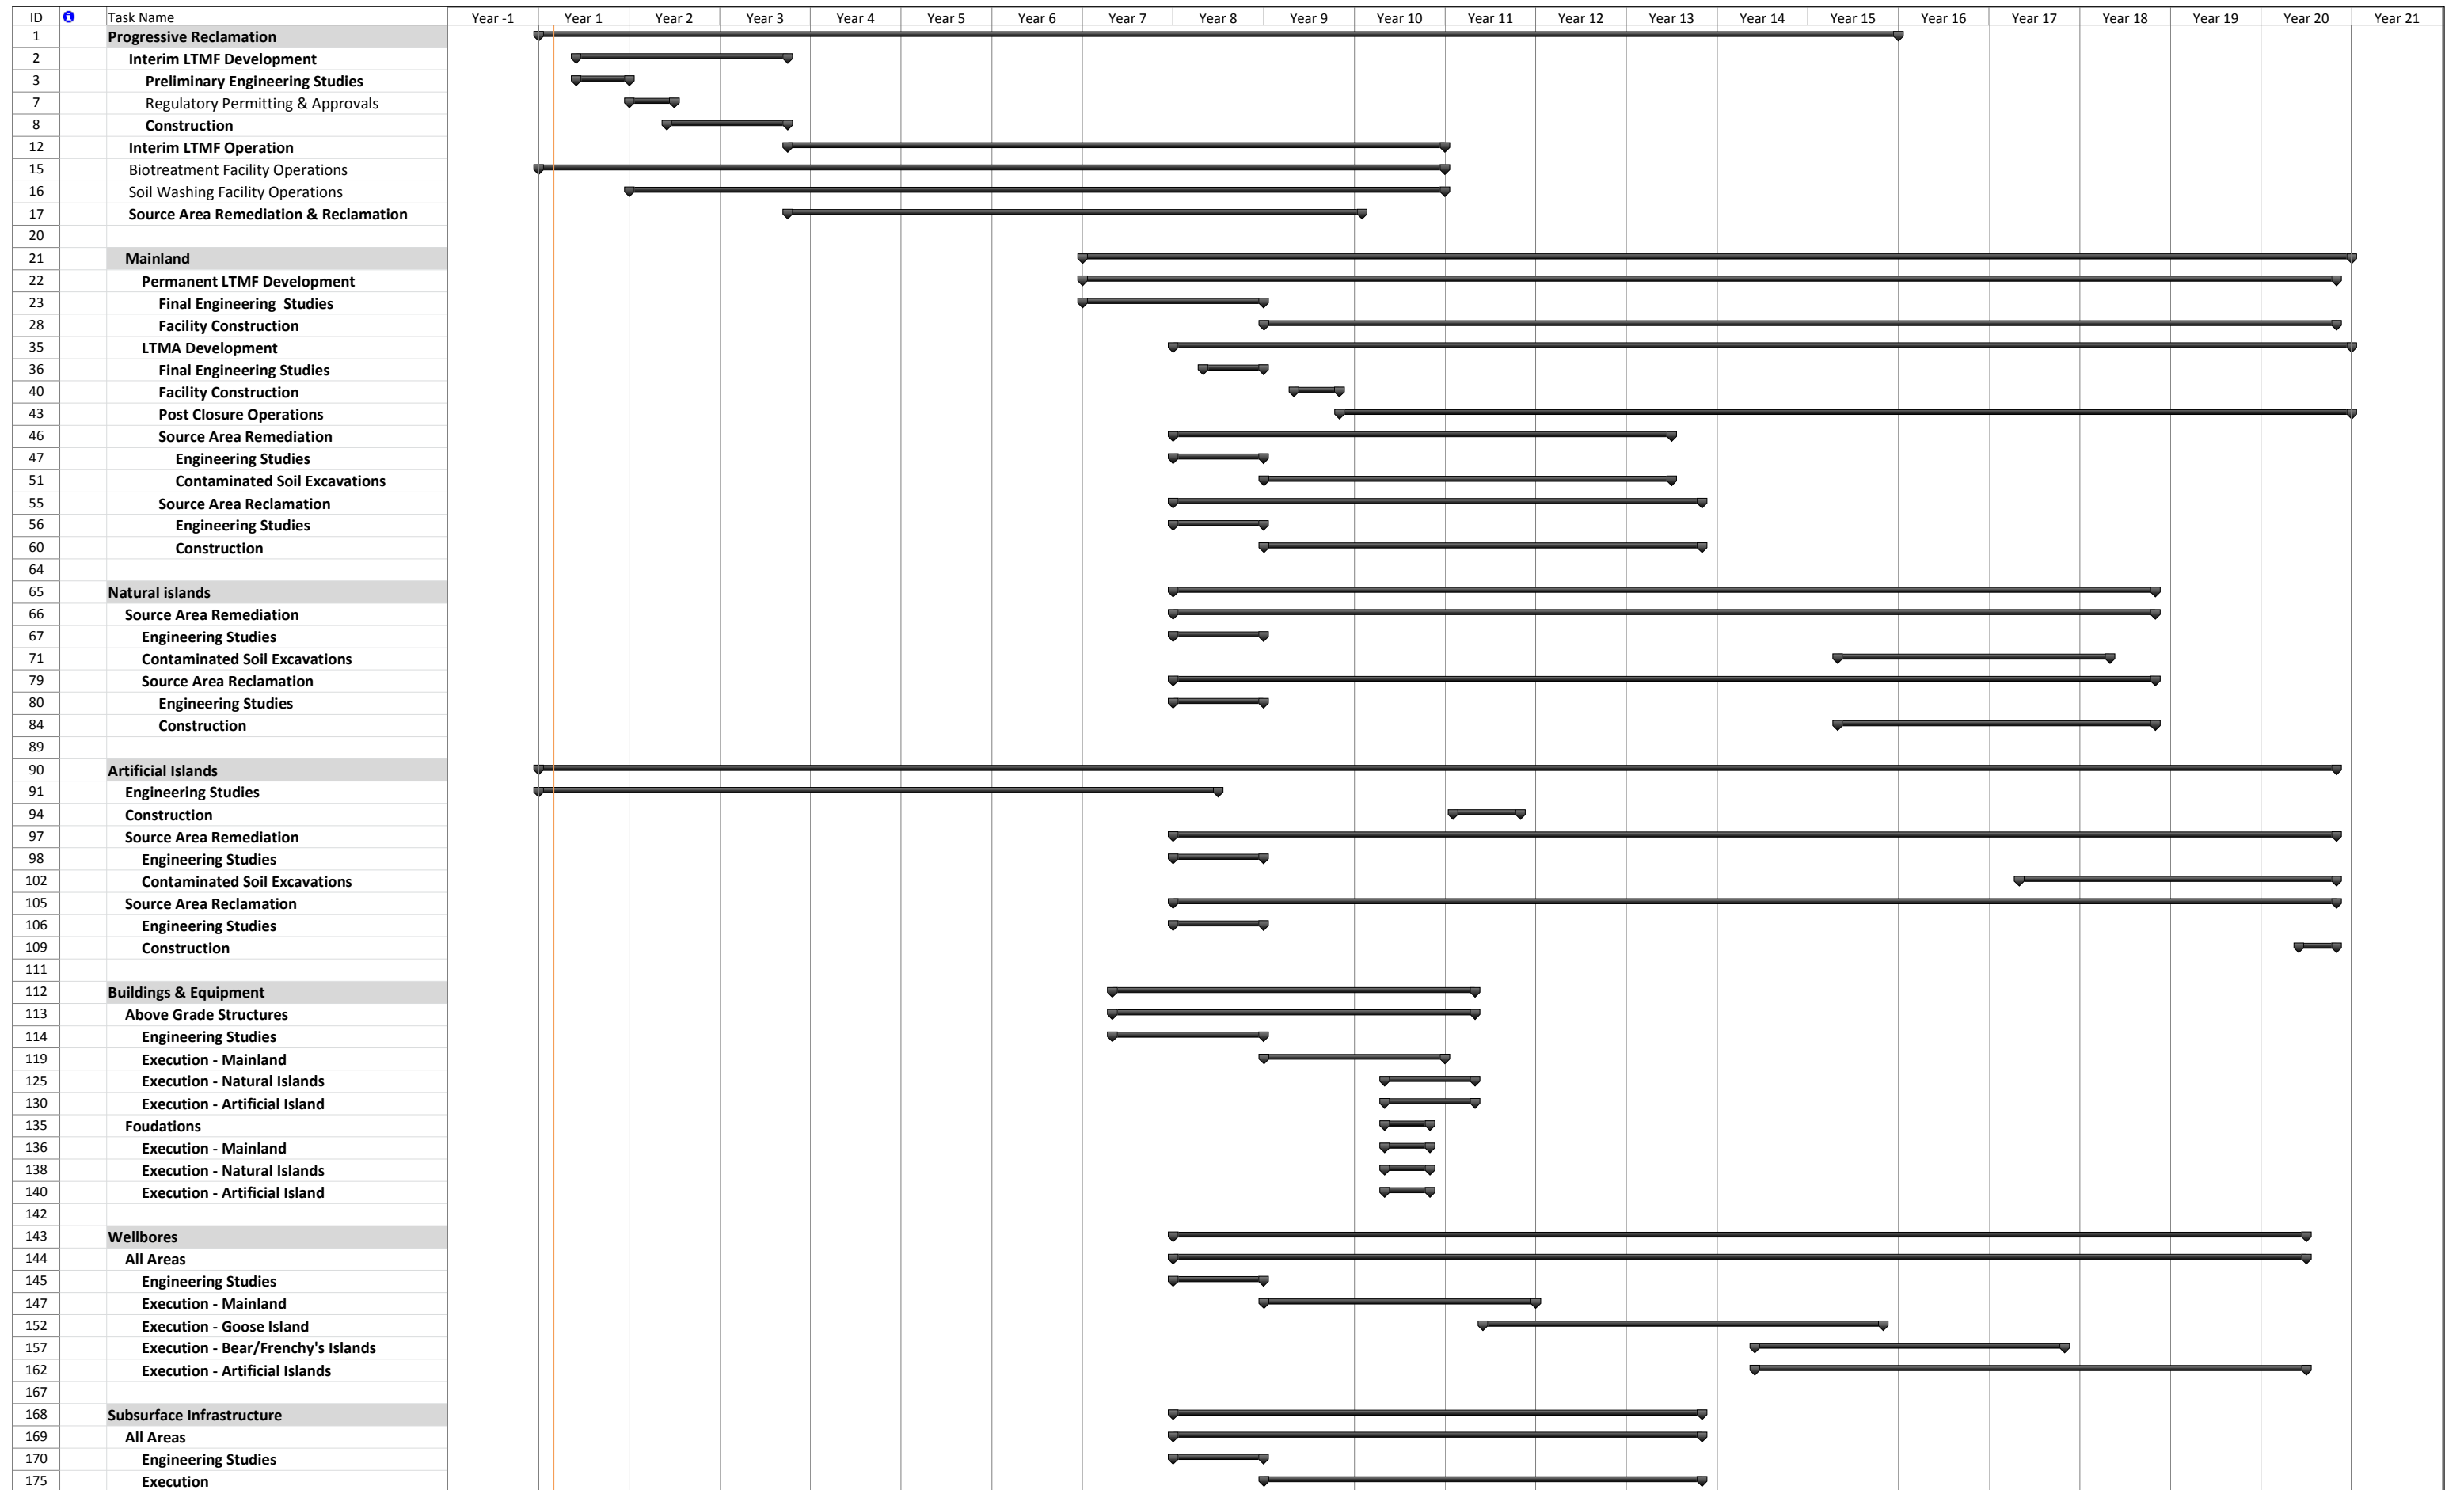 ID Task Name Year -1 Year 1 Year 2 Year 3 Year 4 Year 5 Year 6 Year 7 Year 8 Year 9 Year 10 Year 11 Year 12 Year 13 Year 14 Year 15 Year 16 Year 17 Year 18 Year 19 Year 20 Year 21
1 Progressive Reclamation
2 Interim LTMF Development
3 Preliminary Engineering Studies
7 Regulatory Permitting & Approvals
8 Construction
12 Interim LTMF Operation
15 Biotreatment Facility Operations
16 Soil Washing Facility Operations
17 Source Area Remediation & Reclamation
20
21 Mainland
22 Permanent LTMF Development
23 Final Engineering Studies
28 Facility Construction
35 LTMA Development
36 Final Engineering Studies
40 Facility Construction
43 Post Closure Operations
46 Source Area Remediation
47 Engineering Studies
51 Contaminated Soil Excavations
55 Source Area Reclamation
56 Engineering Studies
60 Construction
64
65 Natural islands
66 Source Area Remediation
67 Engineering Studies
71 Contaminated Soil Excavations
79 Source Area Reclamation
80 Engineering Studies
84 Construction
89
90 Artificial Islands
91 Engineering Studies
94 Construction
97 Source Area Remediation
98 Engineering Studies
102 Contaminated Soil Excavations
105 Source Area Reclamation
106 Engineering Studies
109 Construction
111
112 Buildings & Equipment
113 Above Grade Structures
114 Engineering Studies
119 Execution - Mainland
125 Execution - Natural Islands
130 Execution - Artificial Island
135 Foudations
136 Execution - Mainland
138 Execution - Natural Islands
140 Execution - Artificial Island
142
143 Wellbores
144 All Areas
145 Engineering Studies
147 Execution - Mainland
152 Execution - Goose Island
157 Execution - Bear/Frenchy's Islands
162 Execution - Artificial Islands
167
168 Subsurface Infrastructure
169 All Areas
170 Engineering Studies
175 Execution